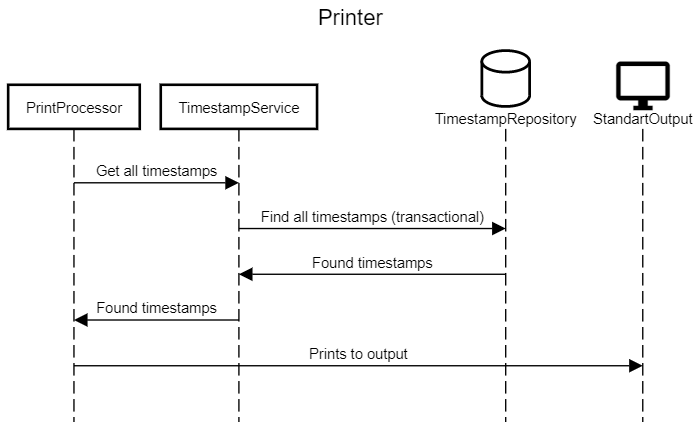 Printer
PrintProcessor
TimestampService
TimestampRepository
StandartOutput
Get all timestamps
Find all timestamps (transactional)
Found timestamps
Found timestamps
Prints to output